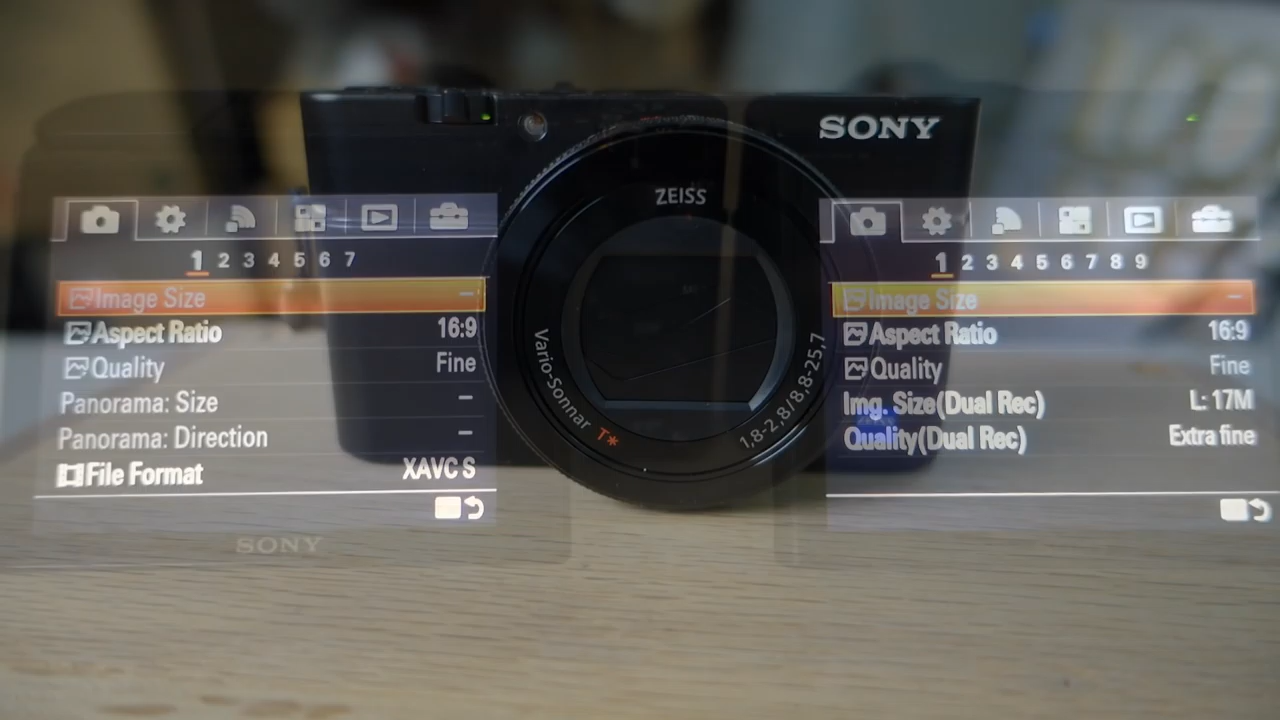 SONY
ZEISS
Vario-Sonnar T* 1,8-2,8/8,8-25,7
1 2 3 4 5 6 7
Image Size –
Aspect Ratio 16:9
Quality Fine
Panorama: Size –
Panorama: Direction –
File Format XAVC S
SONY
1 2 3 4 5 6 7 8 9
Image Size –
Aspect Ratio 16:9
Quality Fine
Img. Size(Dual Rec) L: 17M
Quality(Dual Rec) Extra fine